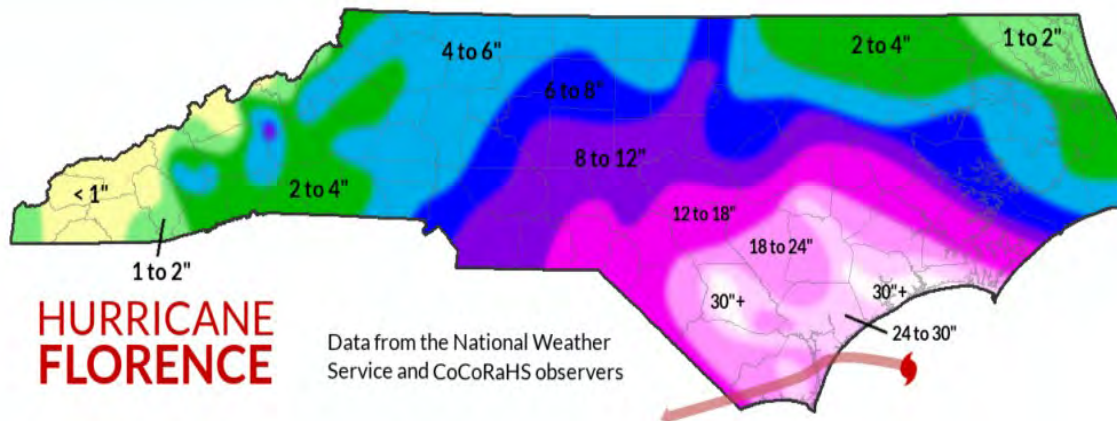 4 to 6"
2 to 4"
1 to 2"
6 to 8"
8 to 12"
< 1"
2 to 4"
12 to 18"
18 to 24"
1 to 2"
30"+
30"+
24 to 30"
HURRICANE
FLORENCE
Data from the National Weather
Service and CoCoRaHS observers